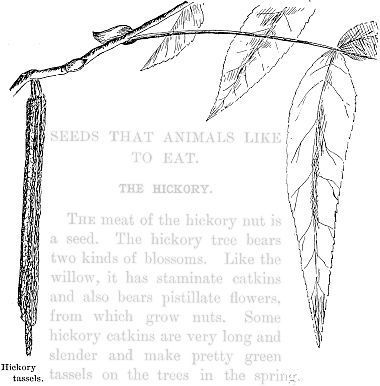 SEEDS THAT ANIMALS LIKE
TO EAT.
THE HICKORY.
THE meat of the hickory nut is
a seed. The hickory tree bears
two kinds of blossoms. Like the
willow, it has staminate catkins
and also bears pistillate flowers,
from which grow nuts. Some
hickory catkins are very long and
slender and make pretty green
tassels on the trees in the spring.
Hickory
tassels.